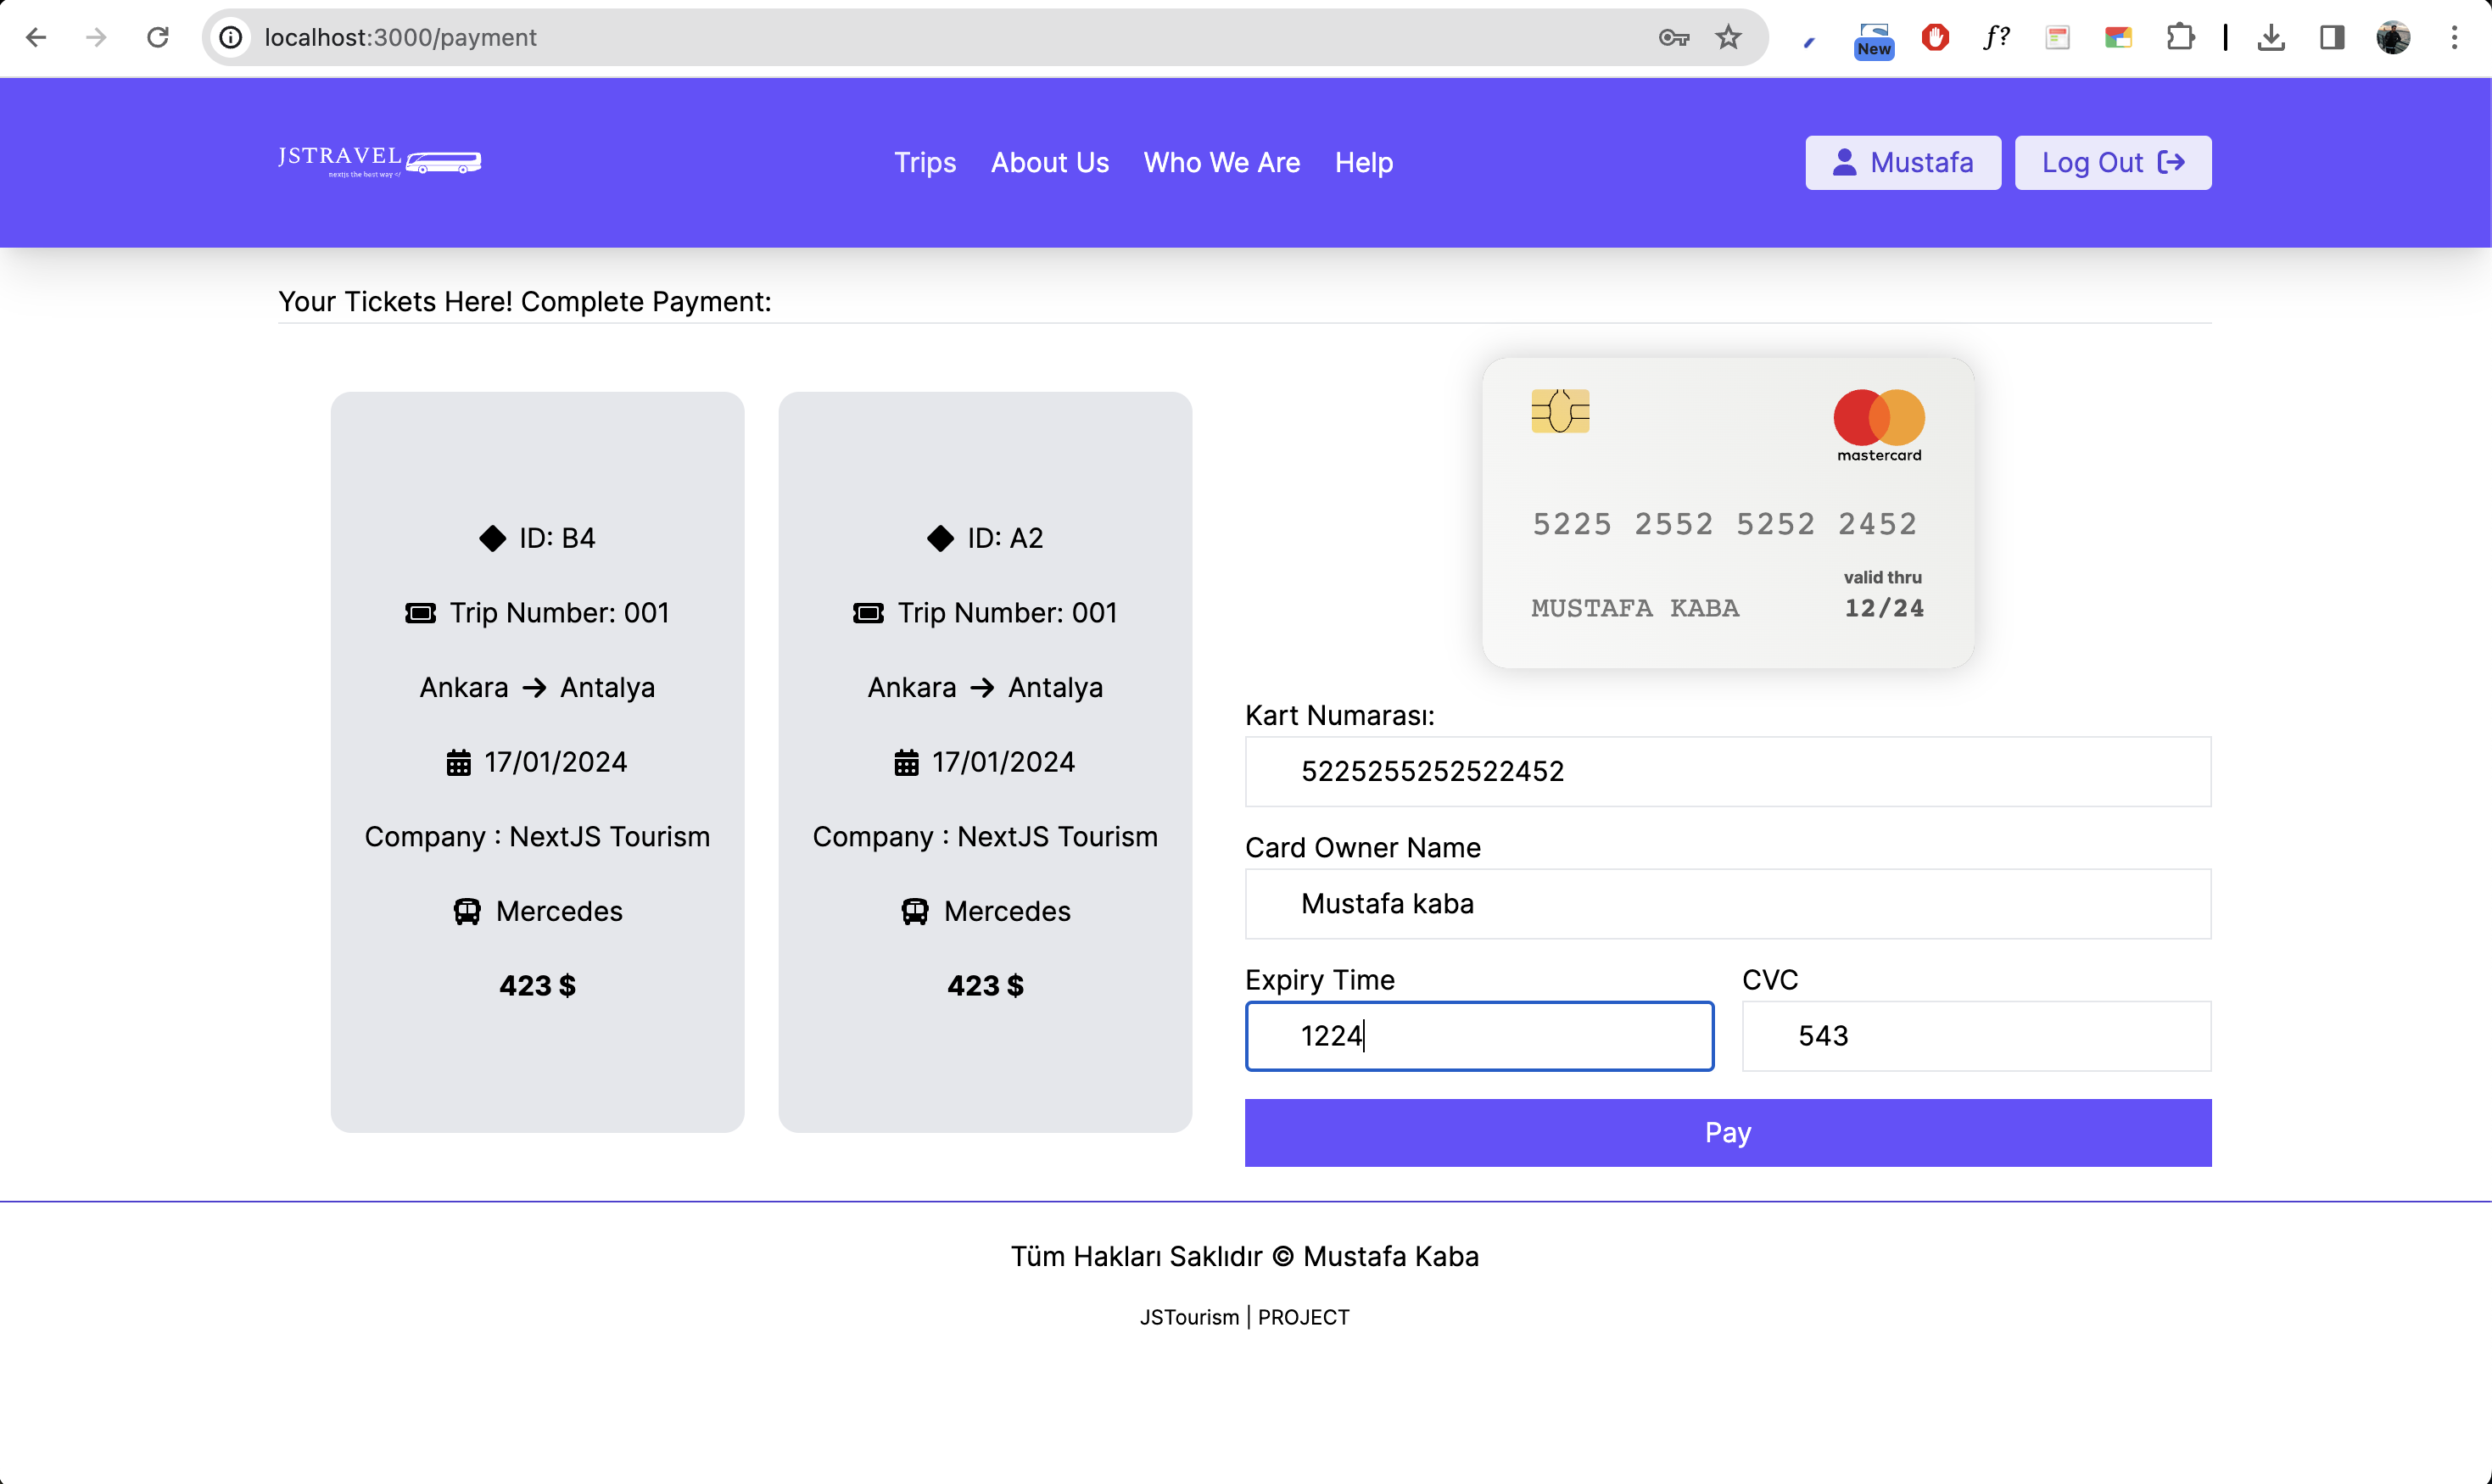 localhost:3000/payment
New
f?
JSTRAVEL
nextjs the best way </
Trips
About Us
Who We Are
Help
Mustafa
Log Out
Your Tickets Here! Complete Payment:
ID: B4
Trip Number: 001
Ankara → Antalya
17/01/2024
Company : NextJS Tourism
Mercedes
423 $
ID: A2
Trip Number: 001
Ankara → Antalya
17/01/2024
Company : NextJS Tourism
Mercedes
423 $
mastercard
5225 2552 5252 2452
valid thru
MUSTAFA KABA
12/24
Kart Numarası:
5225255252522452
Card Owner Name
Mustafa kaba
Expiry Time
1224
CVC
543
Pay
Tüm Hakları Saklıdır © Mustafa Kaba
JSTourism | PROJECT